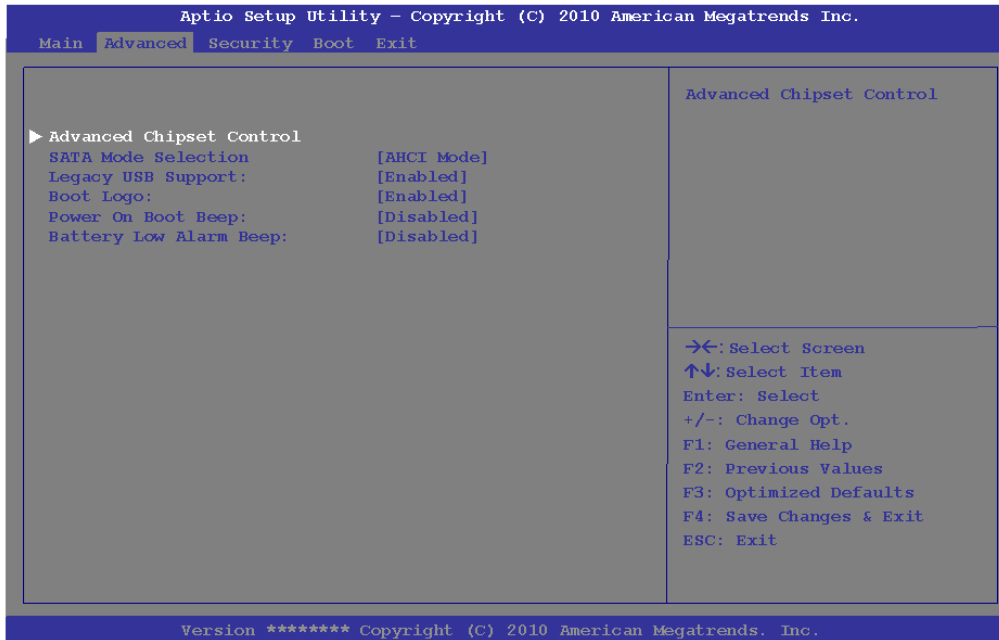 Aptio Setup Utility – Copyright (C) 2010 American Megatrends Inc.
Main Advanced Security Boot Exit
Advanced Chipset Control
SATA Mode Selection [AHCI Mode]
Legacy USB Support: [Enabled]
Boot Logo: [Enabled]
Power On Boot Beep: [Disabled]
Battery Low Alarm Beep: [Disabled]
Advanced Chipset Control
→←: Select Screen
↑↓: Select Item
Enter: Select
+/-: Change Opt.
F1: General Help
F2: Previous Values
F3: Optimized Defaults
F4: Save Changes & Exit
ESC: Exit
Version ******** Copyright (C) 2010 American Megatrends. Inc.